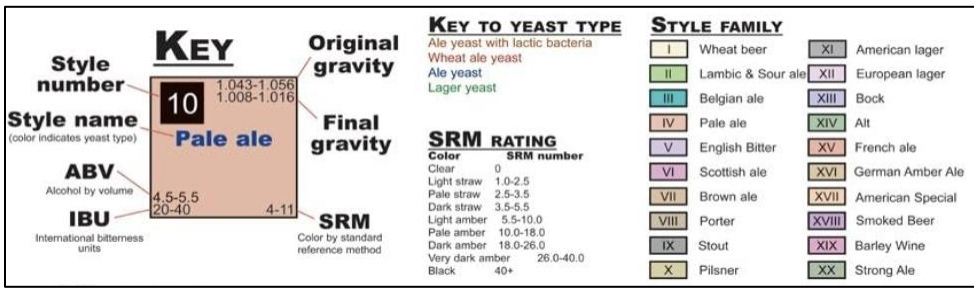 KEY
Style number
Style name
(color indicates yeast type)
ABV
Alcohol by volume
IBU
International bitterness units
10
1.043-1.056
1.008-1.016
Pale ale
4.5-5.5
20-40
4-11
Original gravity
Final gravity
SRM
Color by standard reference method
KEY TO YEAST TYPE
Ale yeast with lactic bacteria
Wheat ale yeast
Ale yeast
Lager yeast
SRM RATING
Color SRM number
Clear 0
Light straw 1.0-2.5
Pale straw 2.5-3.5
Dark straw 3.5-5.5
Light amber 5.5-10.0
Pale amber 10.0-18.0
Dark amber 18.0-26.0
Very dark amber 26.0-40.0
Black 40+
STYLE FAMILY
I Wheat beer
II Lambic & Sour ale
III Belgian ale
IV Pale ale
V English Bitter
VI Scottish ale
VII Brown ale
VIII Porter
IX Stout
X Pilsner
XI American lager
XII European lager
XIII Bock
XIV Alt
XV French ale
XVI German Amber Ale
XVII American Special
XVIII Smoked Beer
XIX Barley Wine
XX Strong Ale